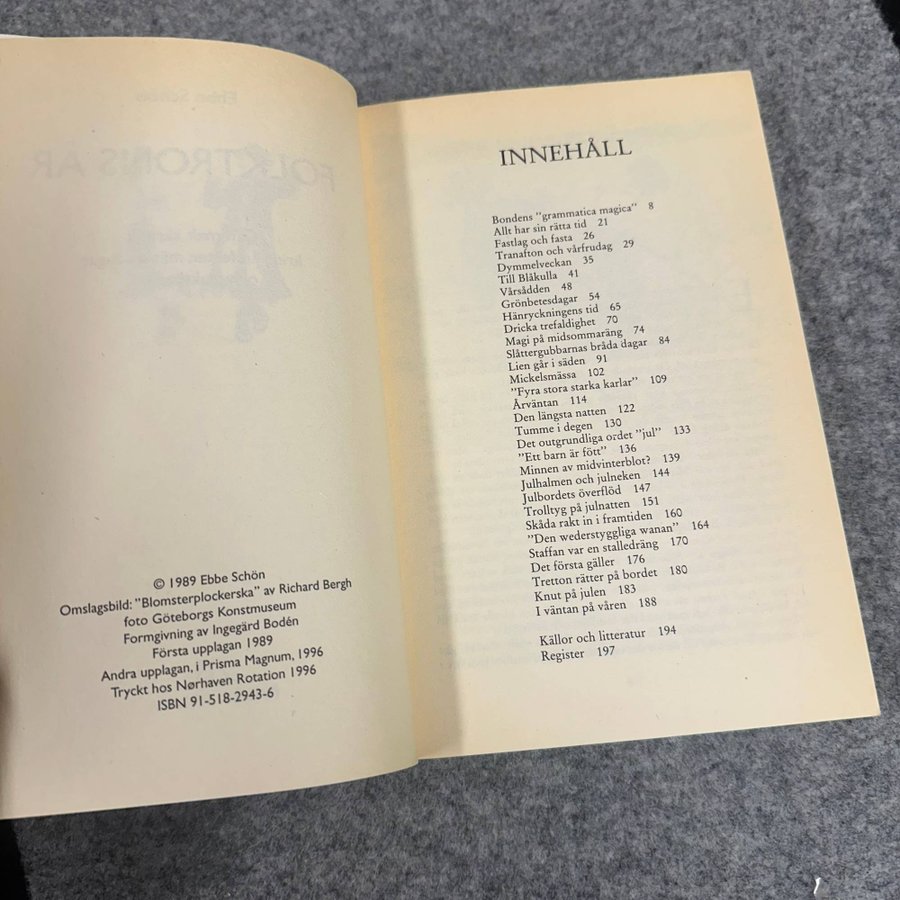 © 1989 Ebbe Schön
Omslagsbild: "Blomsterplockerska" av Richard Bergh
foto Göteborgs Konstmuseum
Formgivning av Ingegärd Bodén
Första upplagan 1989
Andra upplagan, i Prisma Magnum, 1996
Tryckt hos Nørhaven Rotation 1996
ISBN 91-518-2943-6
INNEHÅLL
Bondens "grammatica magica" 8
Allt har sin rätta tid 21
Fastlag och fasta 26
Tranafton och vårfrudag 29
Dymmelveckan 35
Till Blåkulla 41
Vårsådden 48
Grönbetesdagar 54
Hänryckningens tid 65
Dricka trefaldighet 70
Magi på midsommaräng 74
Slåttergubbarnas bråda dagar 84
Lien går i säden 91
Mickelsmässa 102
"Fyra stora starka karlar" 109
Årväntan 114
Den längsta natten 122
Tumme i degen 130
Det outgrundliga ordet "jul" 133
"Ett barn är fött" 136
Minnen av midvinterblot? 139
Julhalmen och julneken 144
Julbordets överflöd 147
Trolltyg på julnatten 151
Skåda rakt in i framtiden 160
"Den wederstyggliga wanan" 164
Staffan var en stalledräng 170
Det första gäller 176
Tretton rätter på bordet 180
Knut på julen 183
I väntan på våren 188
Källor och litteratur 194
Register 197